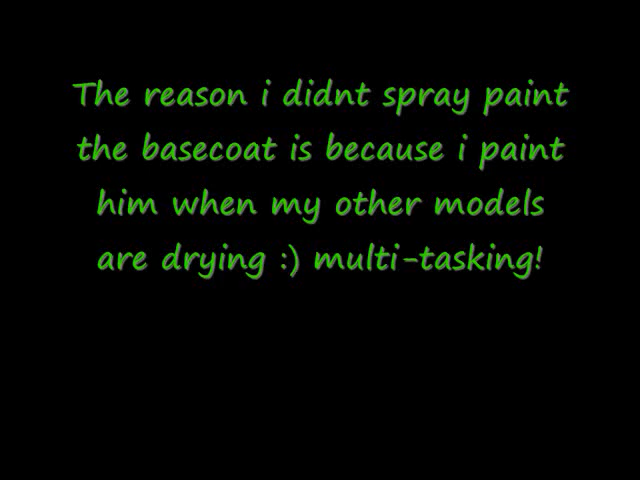 The reason i didnt spray paint
the basecoat is because i paint
him when my other models
are drying :) multi-tasking!